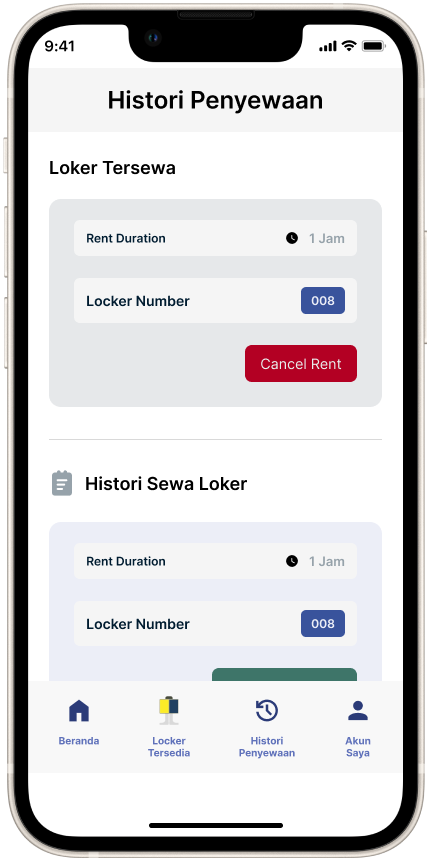 9:41
Histori Penyewaan
Loker Tersewa
Rent Duration 1 Jam
Locker Number 008
Cancel Rent
Histori Sewa Loker
Rent Duration 1 Jam
Locker Number 008
Beranda
Locker
Tersedia
Histori
Penyewaan
Akun
Saya